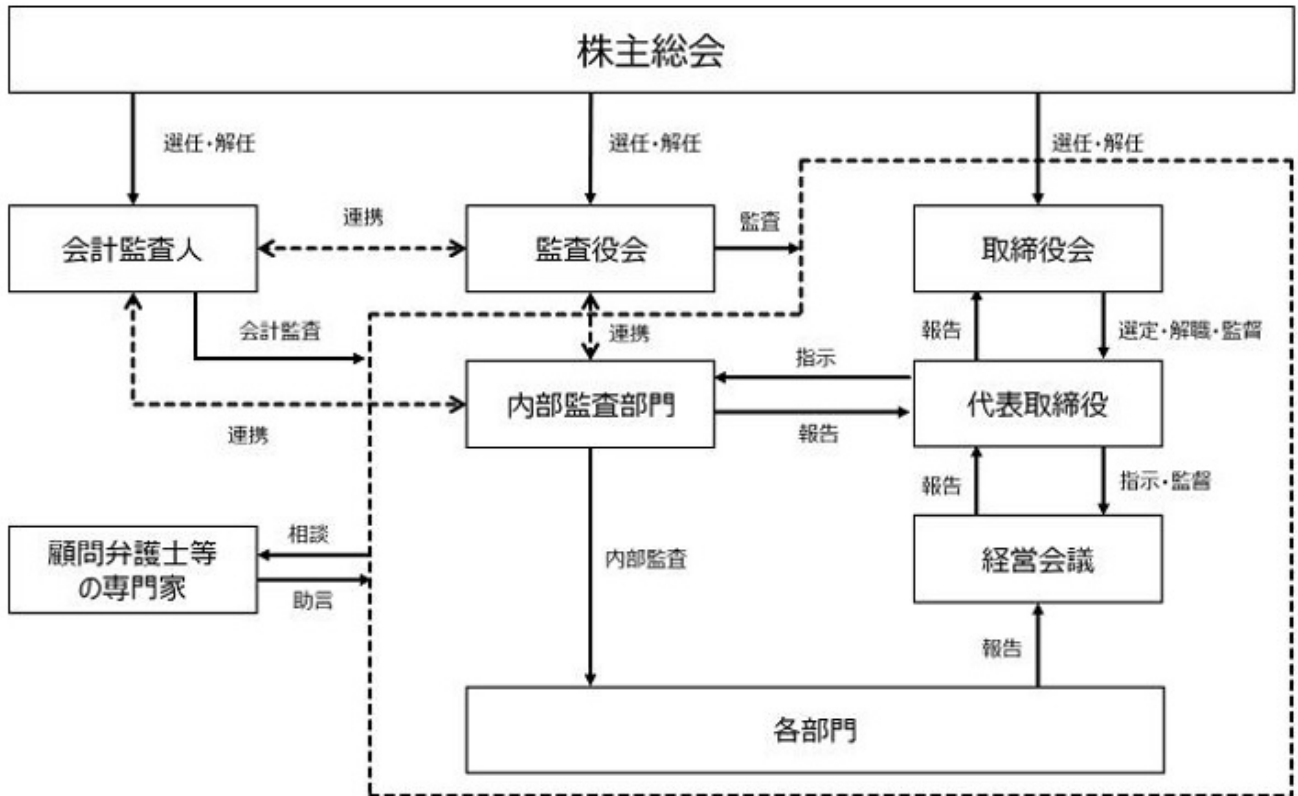 株主総会
選任・解任
選任・解任
選任・解任
会計監査人
連携
監査役会
監査
取締役会
会計監査
連携
報告
選定・解職・監督
指示
内部監査部門
代表取締役
連携
報告
報告
指示・監督
顧問弁護士等
の専門家
相談
助言
内部監査
経営会議
報告
各部門